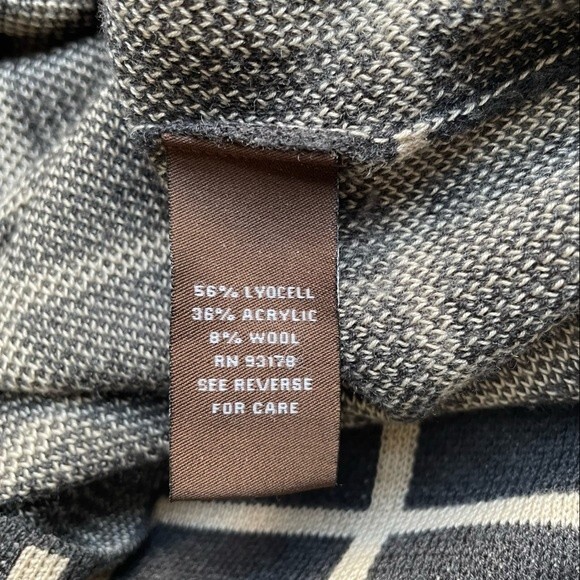 56% LYOCELL
36% ACRYLIC
8% WOOL
RN 93178
SEE REVERSE
FOR CARE